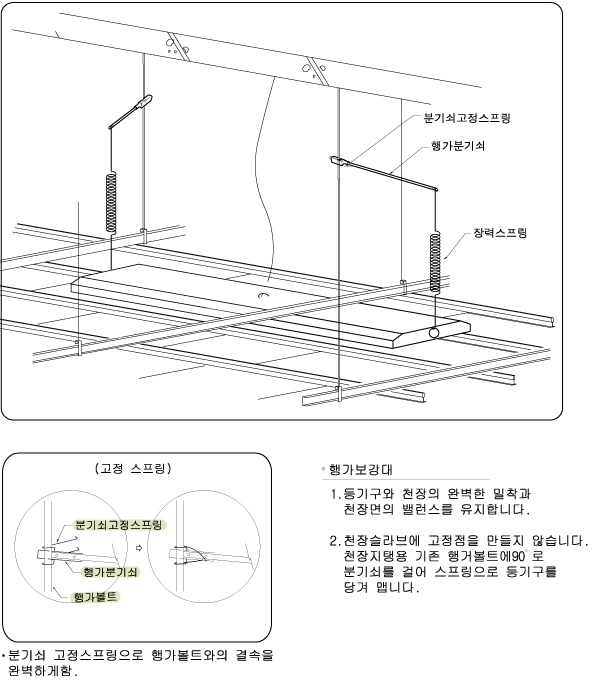 분기쇠고정스프링
행가분기쇠
장력스프링
(고정 스프링)
분기쇠고정스프링
행가분기쇠
행가볼트
•분기쇠 고정스프링으로 행가볼트와의 결속을
완벽하게함.
행가보강대
1.등기구와 천장의 완벽한 밀착과
천장면의 밸런스를 유지합니다.
2.천장슬라브에 고정점을 만들지 않습니다.
천장지탱용 기존 행거볼트에90°로
분기쇠를 걸어 스프링으로 등기구를
당겨 맵니다.